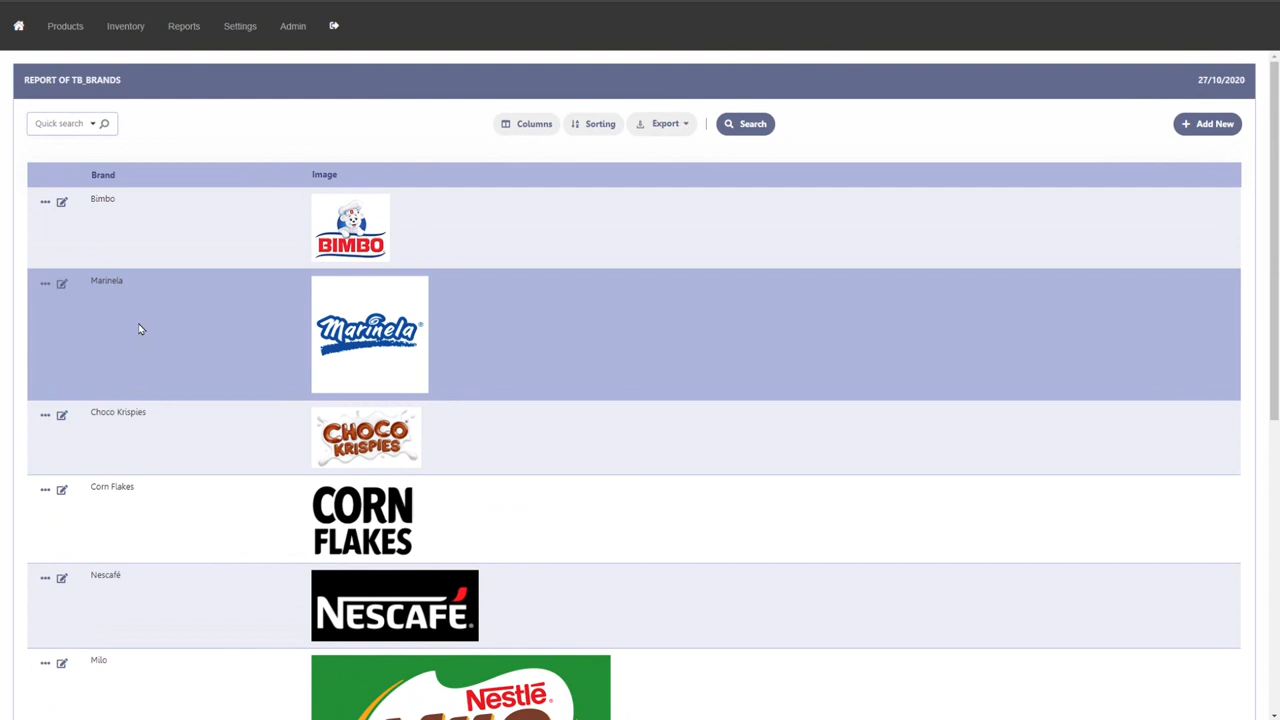 Products Inventory Reports Settings Admin
REPORT OF TB_BRANDS 27/10/2020
Quick search Columns Sorting Export Search Add New
Brand Image
Bimbo
BIMBO
Marinela
Marinela®
Choco Krispies
CHOCO
KRISPIES
Corn Flakes
CORN
FLAKES
Nescafé
NESCAFÉ®
Milo
Nestlé®